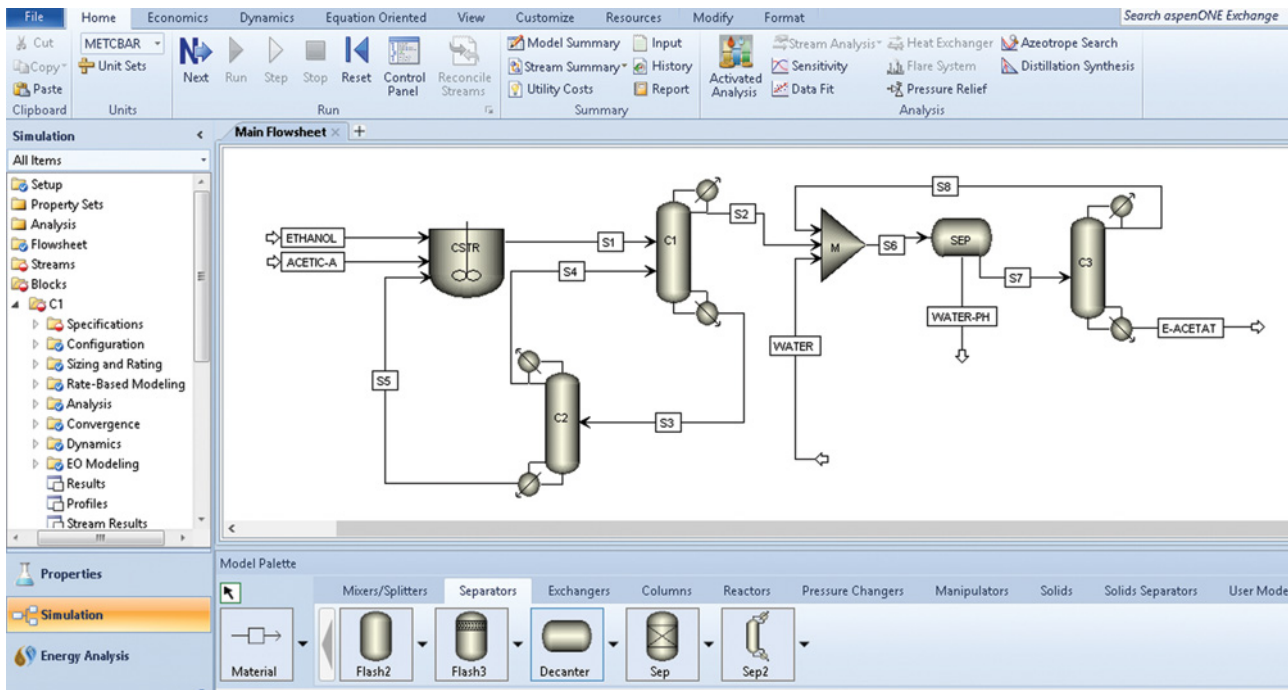 File Home Economics Dynamics Equation Oriented View Customize Resources Modify Format Search aspenONE Exchange
Cut METCBAR Model Summary Input Stream Analysis Heat Exchanger Azeotrope Search
Copy Unit Sets Next Run Step Stop Reset Control Panel Reconcile Streams Stream Summary History Activated Analysis Sensitivity Flare System Distillation Synthesis
Paste Utility Costs Report Data Fit Pressure Relief
Clipboard Units Run Summary Analysis
Simulation
All Items
Setup
Property Sets
Analysis
Flowsheet
Streams
Blocks
C1
Specifications
Configuration
Sizing and Rating
Rate-Based Modeling
Analysis
Convergence
Dynamics
EO Modeling
Results
Profiles
Stream Results
Properties
Simulation
Energy Analysis
Main Flowsheet
ETHANOL
ACETIC-A
CSTR
S1
S4
S5
C1
S2
C2
S3
S8
M
WATER
S6
SEP
WATER-PH
S7
C3
E-ACETAT
Model Palette
Mixers/Splitters Separators Exchangers Columns Reactors Pressure Changers Manipulators Solids Solids Separators User Mode
Material Flash2 Flash3 Decanter Sep Sep2